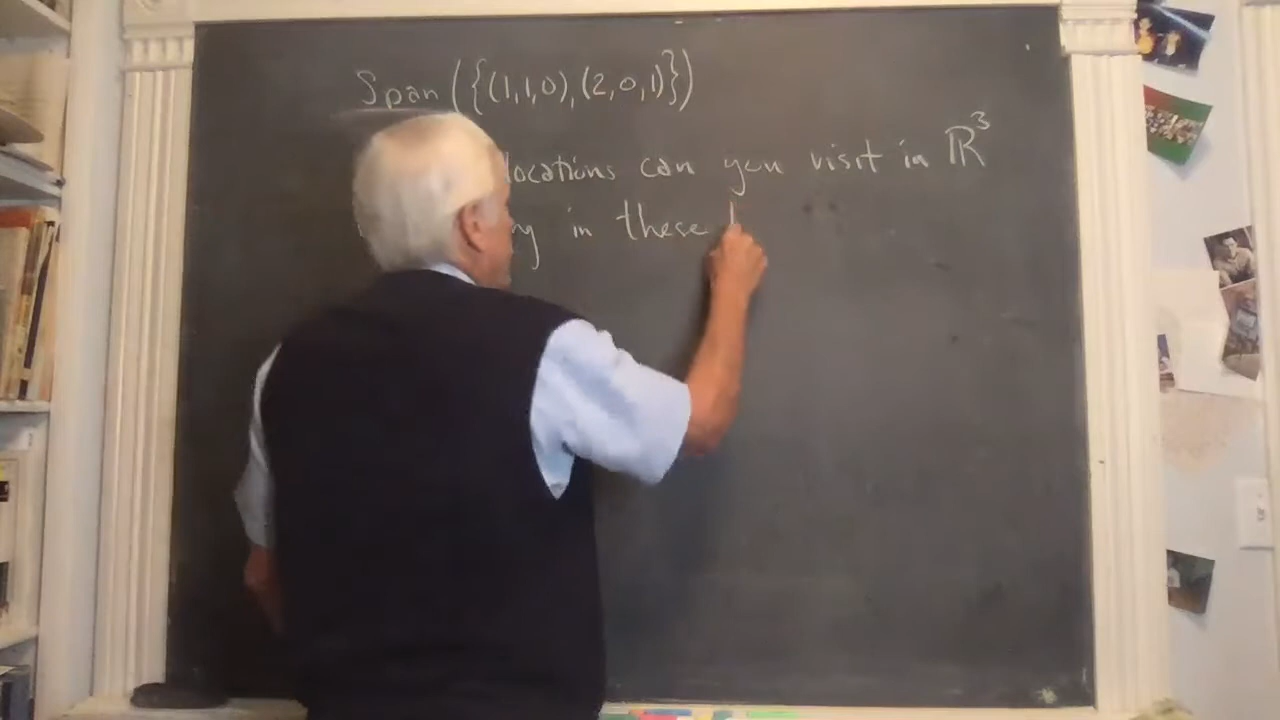 Span ({(1,1,0),(2,0,1)})
locations can you visit in ℝ³
in these